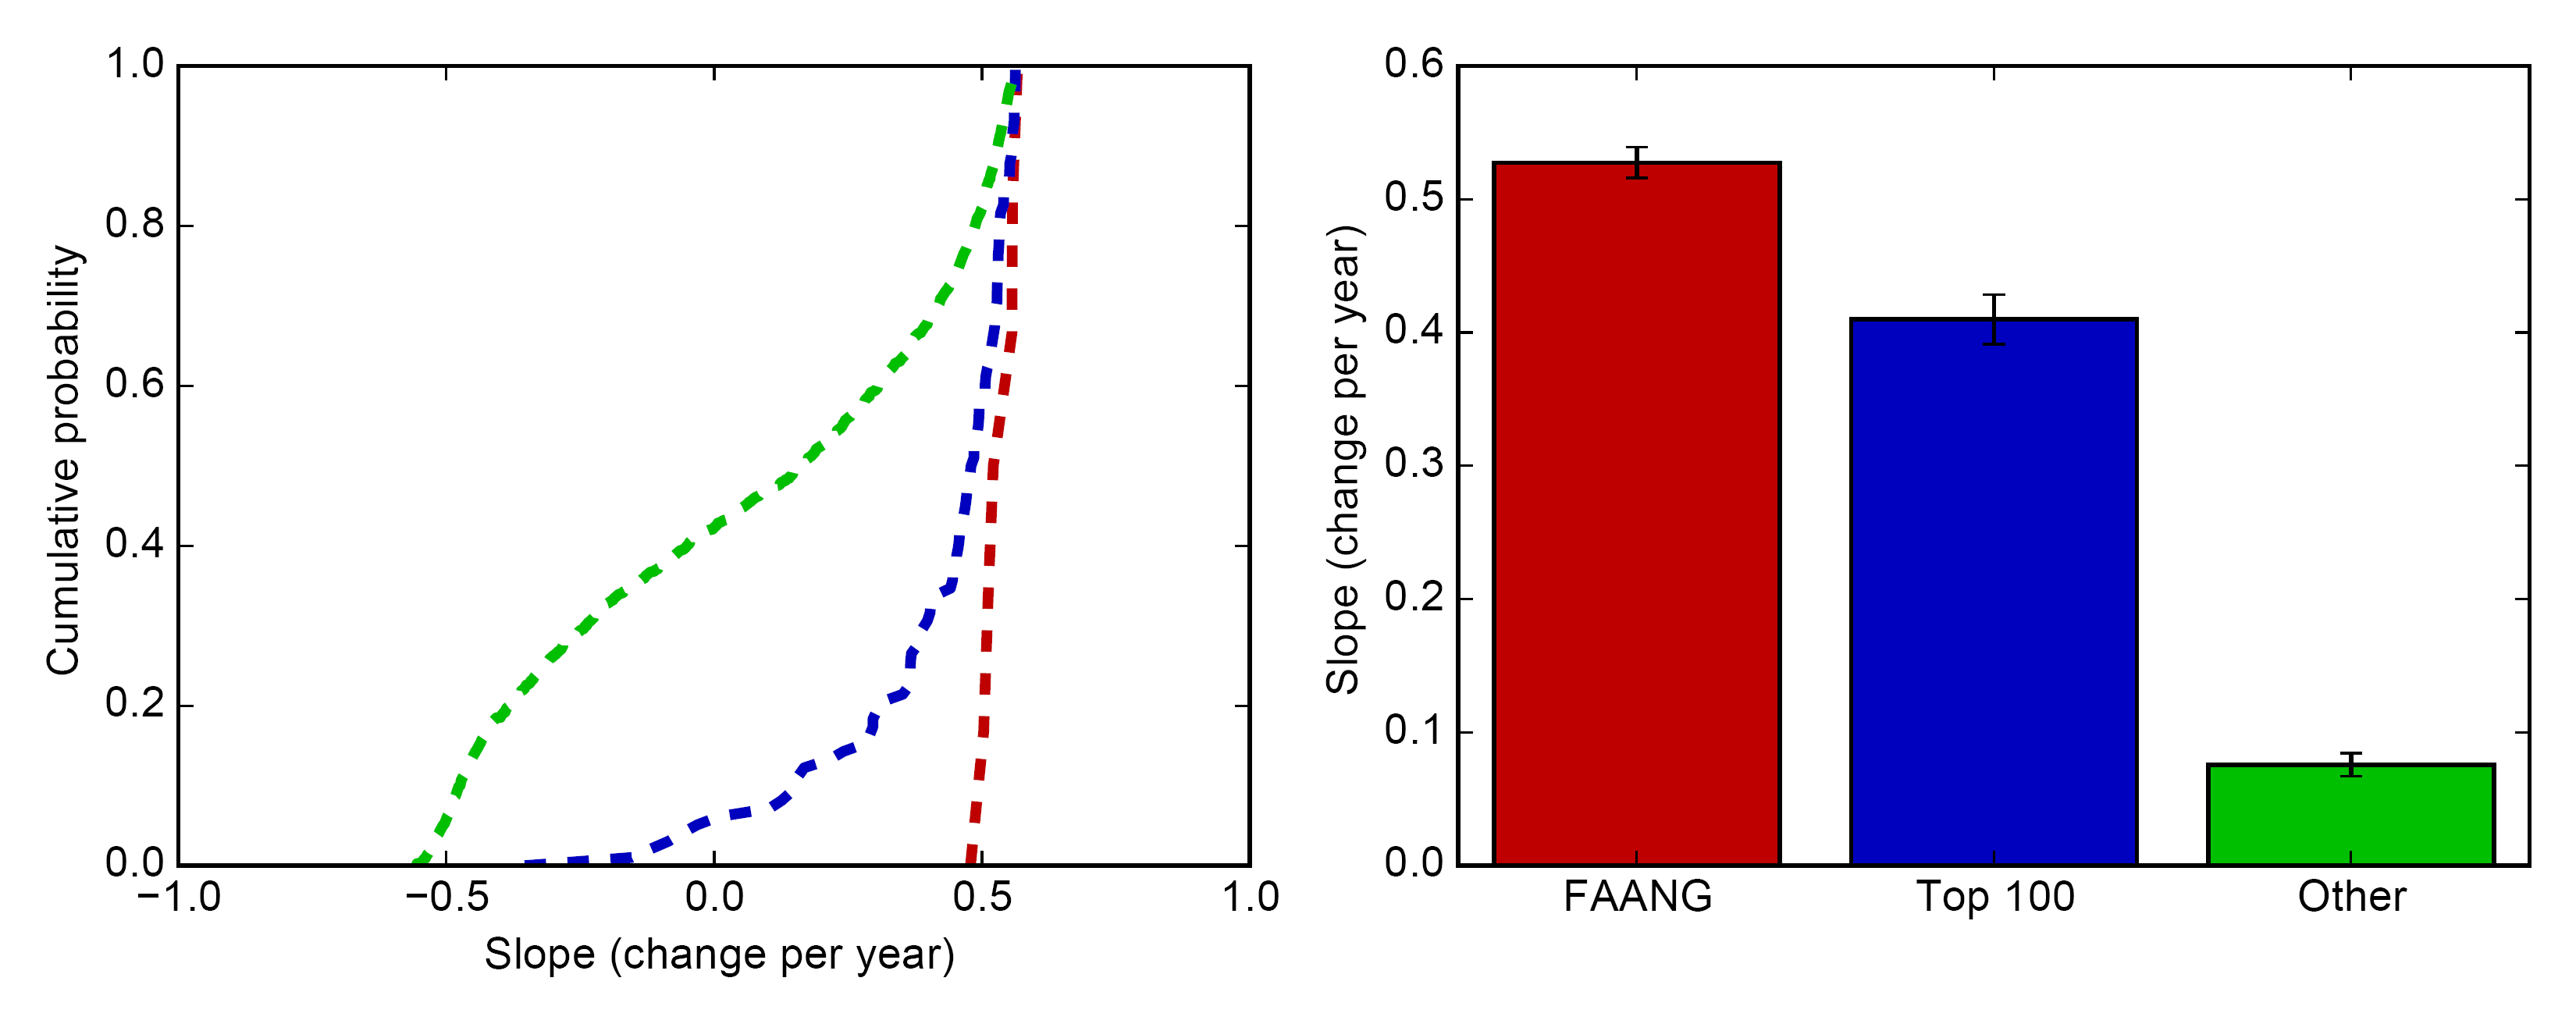 Cumulative probability
1.0
0.8
0.6
0.4
0.2
0.0
−1.0 −0.5 0.0 0.5 1.0
Slope (change per year)
Slope (change per year)
0.6
0.5
0.4
0.3
0.2
0.1
0.0
FAANG Top 100 Other